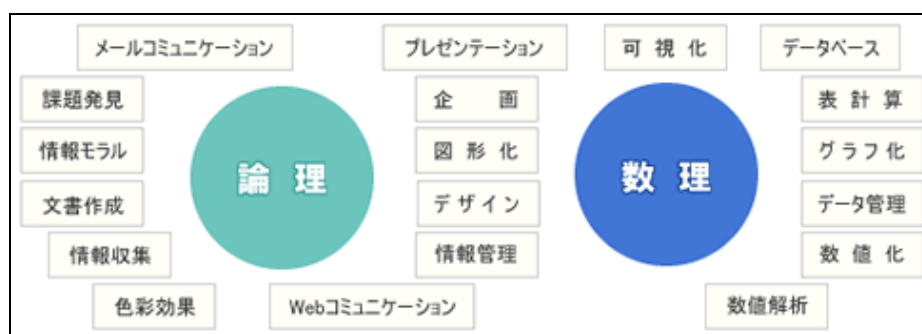 メールコミュニケーション
プレゼンテーション
可視化
データベース
課題発見
企画
表計算
情報モラル
図形化
グラフ化
論理
数理
文書作成
デザイン
データ管理
情報収集
情報管理
数値化
色彩効果
Webコミュニケーション
数値解析